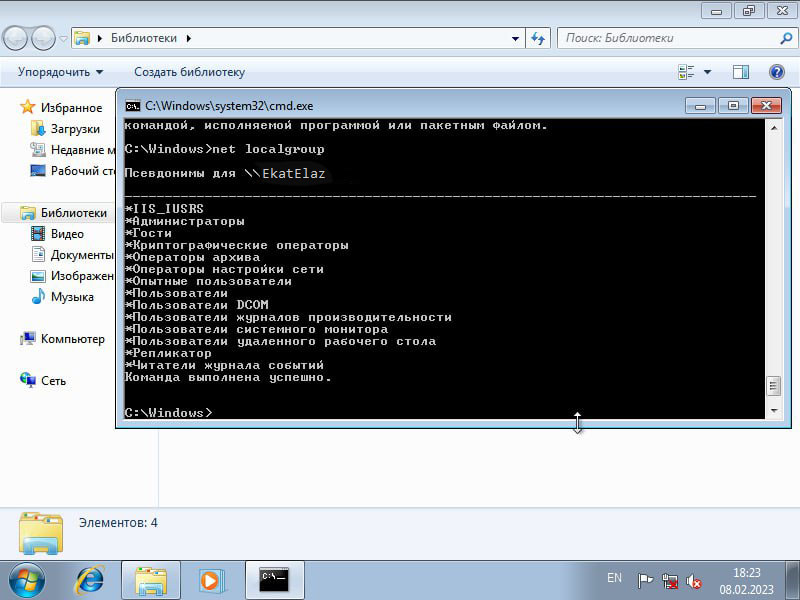 Библиотеки
Поиск: Библиотеки
Упорядочить
Создать библиотеку
Избранное
Загрузки
Недавние м
Рабочий сто
Библиотеки
Видео
Документы
Изображен
Музыка
Компьютер
Сеть
C:\Windows\system32\cmd.exe
командой, исполняемой программой или пакетным файлом.
C:\Windows>net localgroup
Псевдонимы для \\EkatElaz
*IIS_IUSRS
*Администраторы
*Гости
*Криптографические операторы
*Операторы архива
*Операторы настройки сети
*Опытные пользователи
*Пользователи
*Пользователи DCOM
*Пользователи журналов производительности
*Пользователи системного монитора
*Пользователи удаленного рабочего стола
*Репликатор
*Читатели журнала событий
Команда выполнена успешно.
C:\Windows>
Элементов: 4
C:\_
EN
18:23
08.02.2023